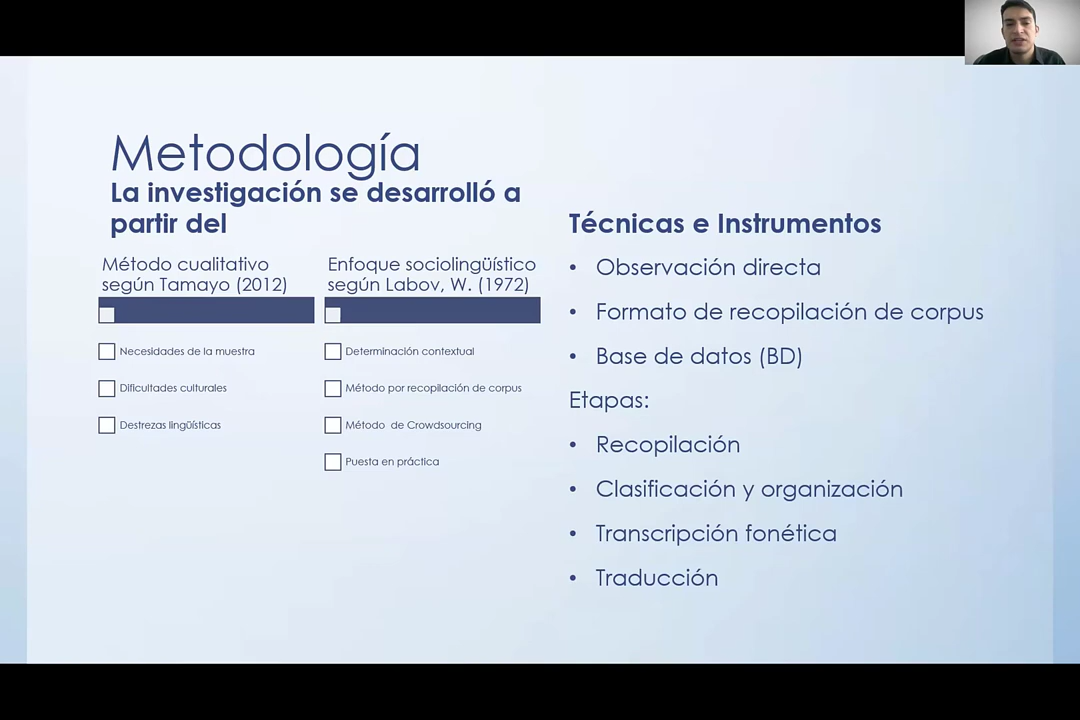 Metodología
La investigación se desarrolló a
partir del
Método cualitativo
según Tamayo (2012)
Necesidades de la muestra
Dificultades culturales
Destrezas lingüísticas
Enfoque sociolingüístico
según Labov, W. (1972)
Determinación contextual
Método por recopilación de corpus
Método de Crowdsourcing
Puesta en práctica
Técnicas e Instrumentos
• Observación directa
• Formato de recopilación de corpus
• Base de datos (BD)
Etapas:
• Recopilación
• Clasificación y organización
• Transcripción fonética
• Traducción